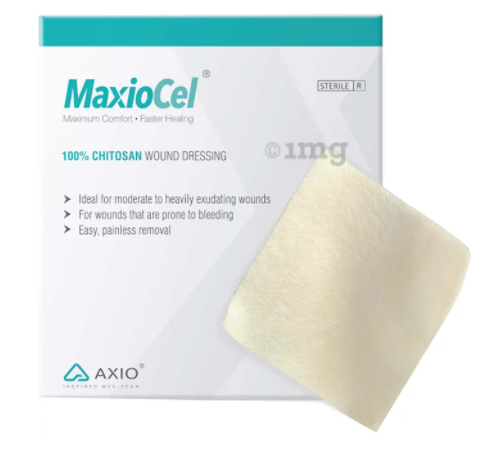 MaxioCel®
Maximum Comfort • Faster Healing
STERILE R
100% CHITOSAN WOUND DRESSING
©1mg
➤ Ideal for moderate to heavily exudating wounds
➤ For wounds that are prone to bleeding
➤ Easy, painless removal
AXIO®
INSPIRED MED-TECH